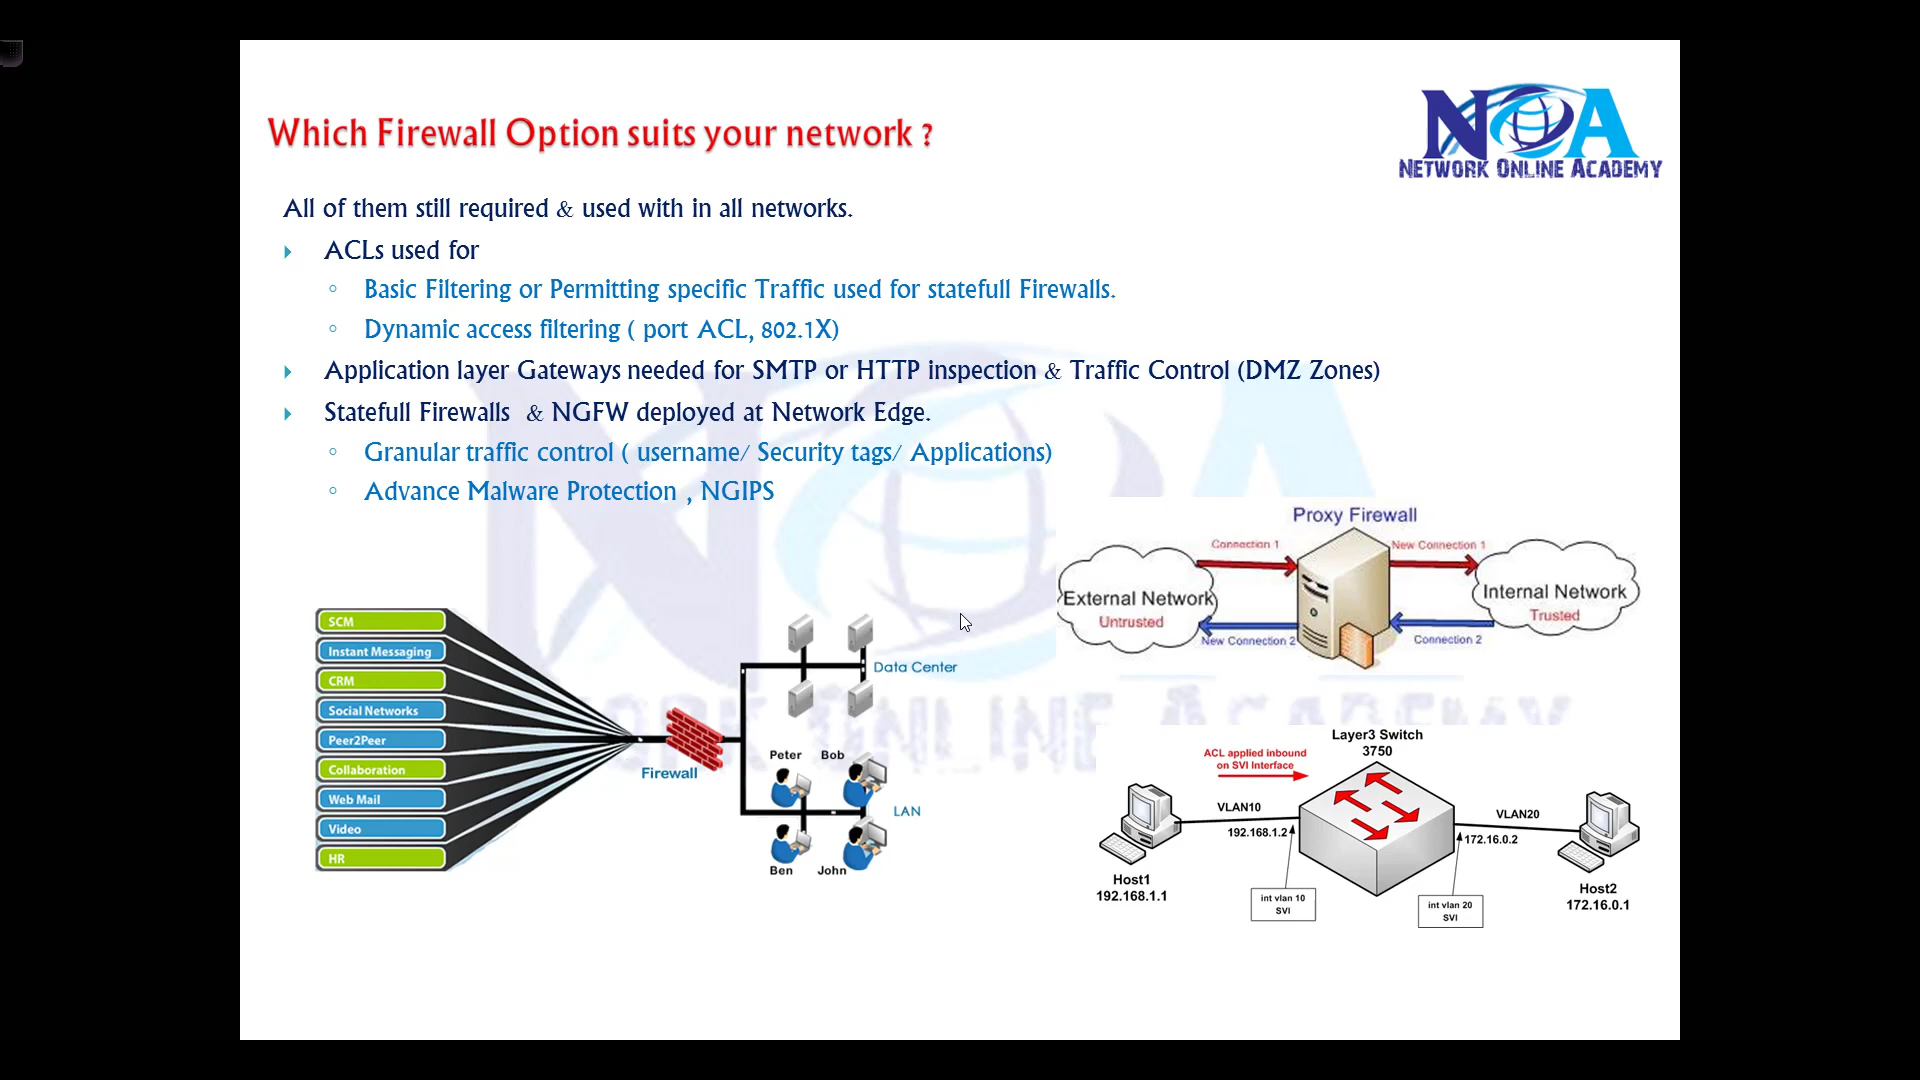 Which Firewall Option suits your network ?
NOA
NETWORK ONLINE ACADEMY
All of them still required & used with in all networks.
ACLs used for
Basic Filtering or Permitting specific Traffic used for statefull Firewalls.
Dynamic access filtering ( port ACL, 802.1X)
Application layer Gateways needed for SMTP or HTTP inspection & Traffic Control (DMZ Zones)
Statefull Firewalls & NGFW deployed at Network Edge.
Granular traffic control ( username/ Security tags/ Applications)
Advance Malware Protection , NGIPS
SCM
Instant Messaging
CRM
Social Networks
Peer2Peer
Collaboration
Web Mail
Video
HR
Firewall
Data Center
Peter Bob
LAN
Ben John
Proxy Firewall
Connection 1 New Connection 1
External Network
Untrusted
Internal Network
Trusted
New Connection 2 Connection 2
Layer3 Switch
3750
ACL applied inbound
on SVI Interface
VLAN10
192.168.1.2
VLAN20
172.16.0.2
Host1
192.168.1.1
int vlan 10
SVI
int vlan 20
SVI
Host2
172.16.0.1